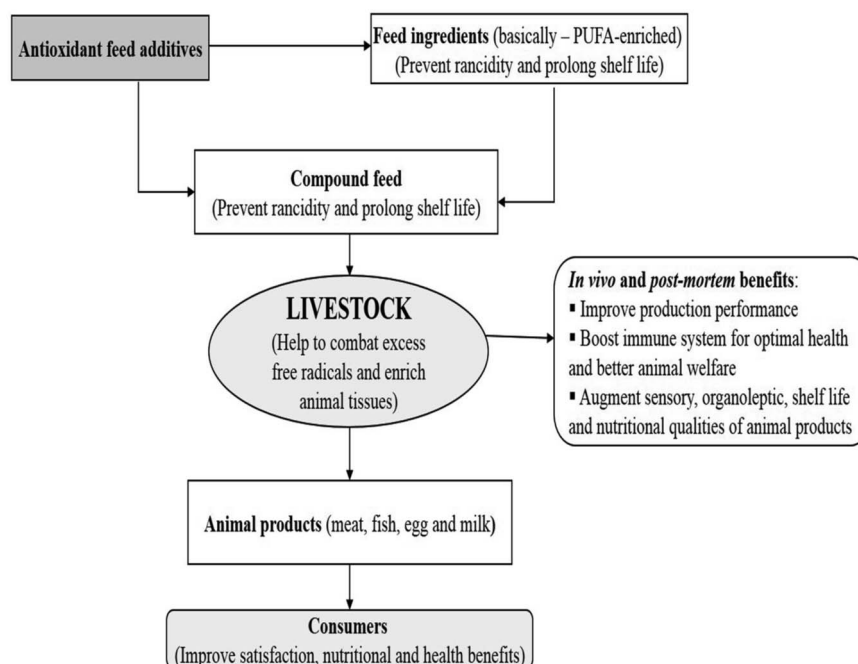 Antioxidant feed additives
Feed ingredients (basically – PUFA-enriched)
(Prevent rancidity and prolong shelf life)
Compound feed
(Prevent rancidity and prolong shelf life)
LIVESTOCK
(Help to combat excess
free radicals and enrich
animal tissues)
In vivo and post-mortem benefits:
▪ Improve production performance
▪ Boost immune system for optimal health
and better animal welfare
▪ Augment sensory, organoleptic, shelf life
and nutritional qualities of animal products
Animal products (meat, fish, egg and milk)
Consumers
(Improve satisfaction, nutritional and health benefits)